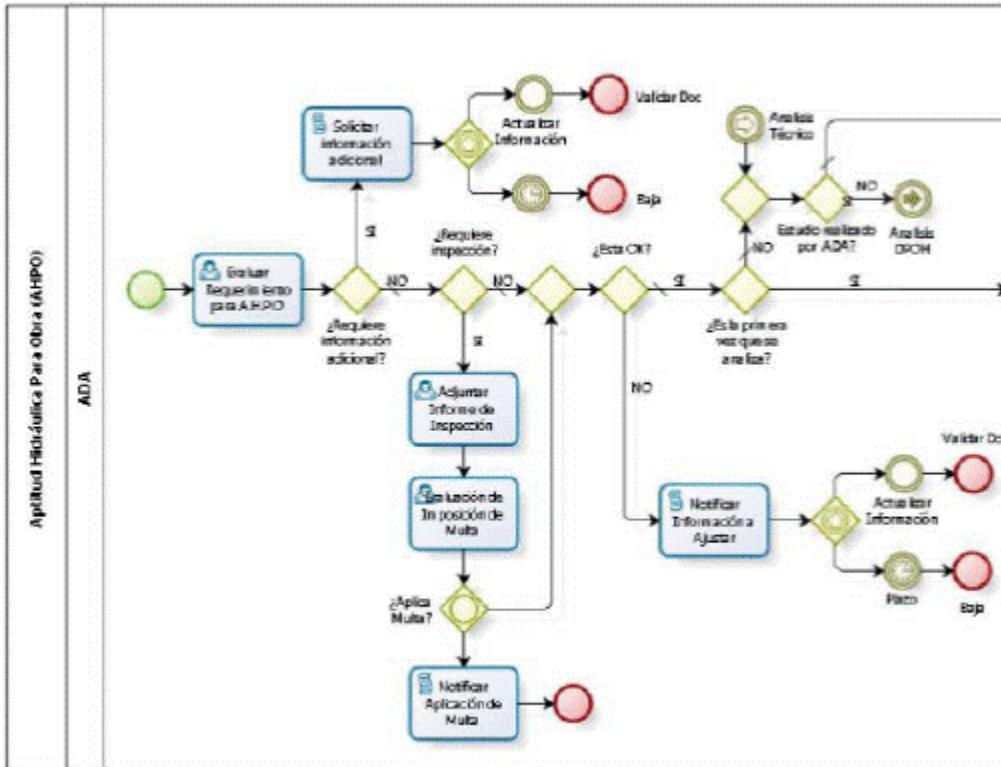 Aptitud Hidráulica Para Obra (AHPO)
ADA
Solicitar
información
adicional
Actualizar
Información
Validar Doc
Baja
Analisis
Técnico
NO
SI
Estudio realizado
por ADA?
Analisis
DPOH
SI
¿Requiere
inspección?
¿Esta OK?
NO
Evaluar
Requerimiento
para A.H.P.O
NO
NO
SI
SI
¿Requiere
información
adicional?
¿Es la primera
vez que se
analiza?
SI
NO
Adjuntar
Informe de
Inspección
Evaluación de
Imposición de
Multa
Notificar
Información a
Ajustar
Validar Do
Actualizar
Información
Plazo
Baja
¿Aplica
Multa?
Notificar
Aplicación de
Multa